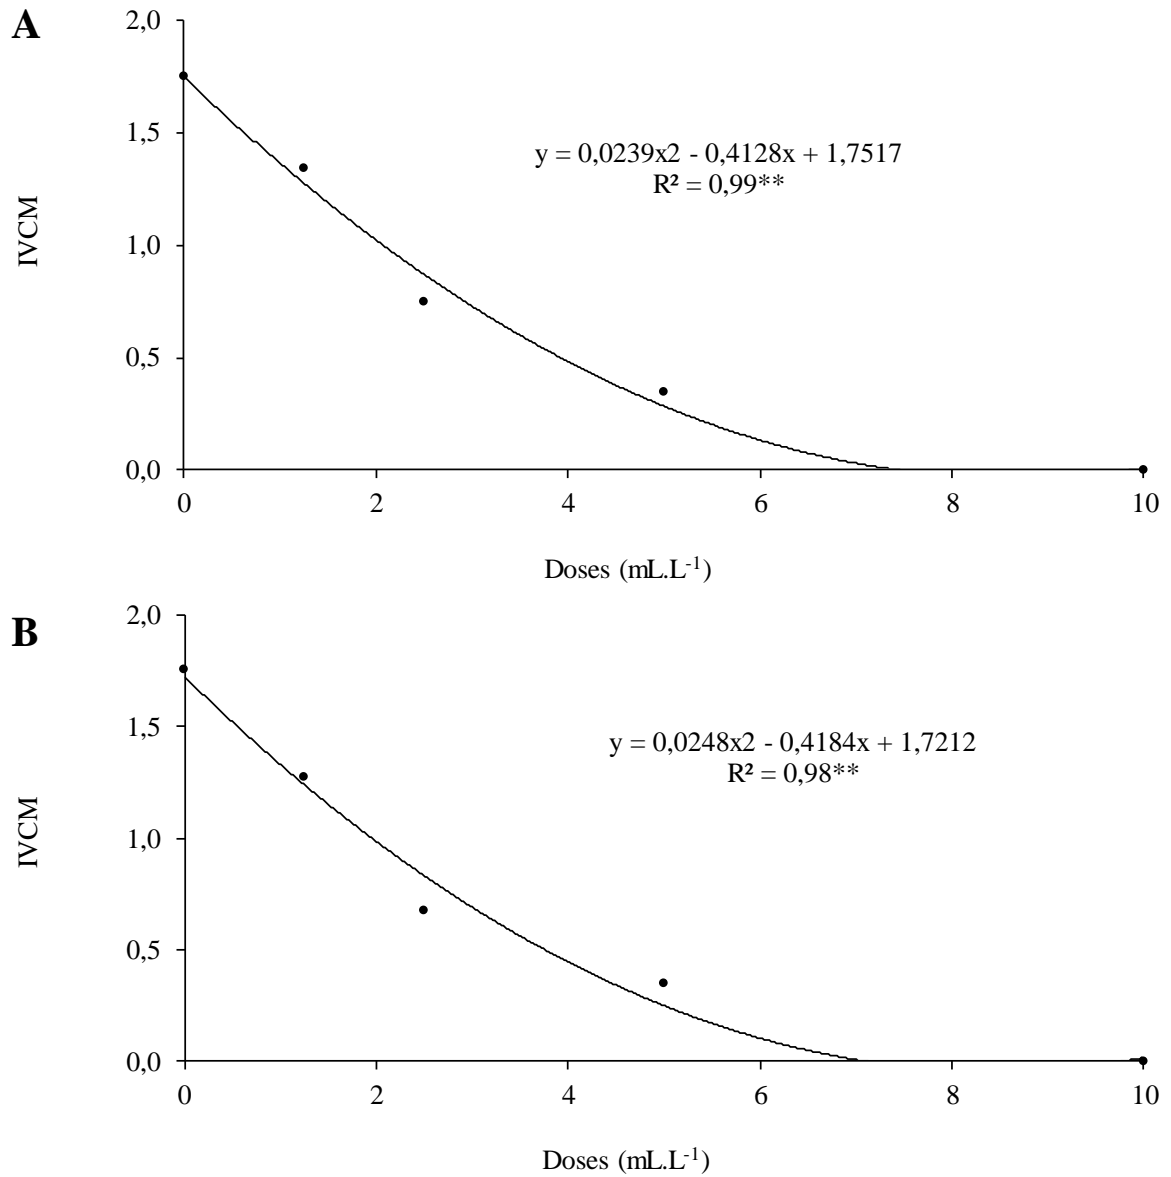 A
2,0
1,5
1,0
0,5
0,0
IVCM
y = 0,0239x2 - 0,4128x + 1,7517
R² = 0,99**
0 2 4 6 8 10
Doses (mL.L⁻¹)
B
2,0
1,5
1,0
0,5
0,0
IVCM
y = 0,0248x2 - 0,4184x + 1,7212
R² = 0,98**
0 2 4 6 8 10
Doses (mL.L⁻¹)